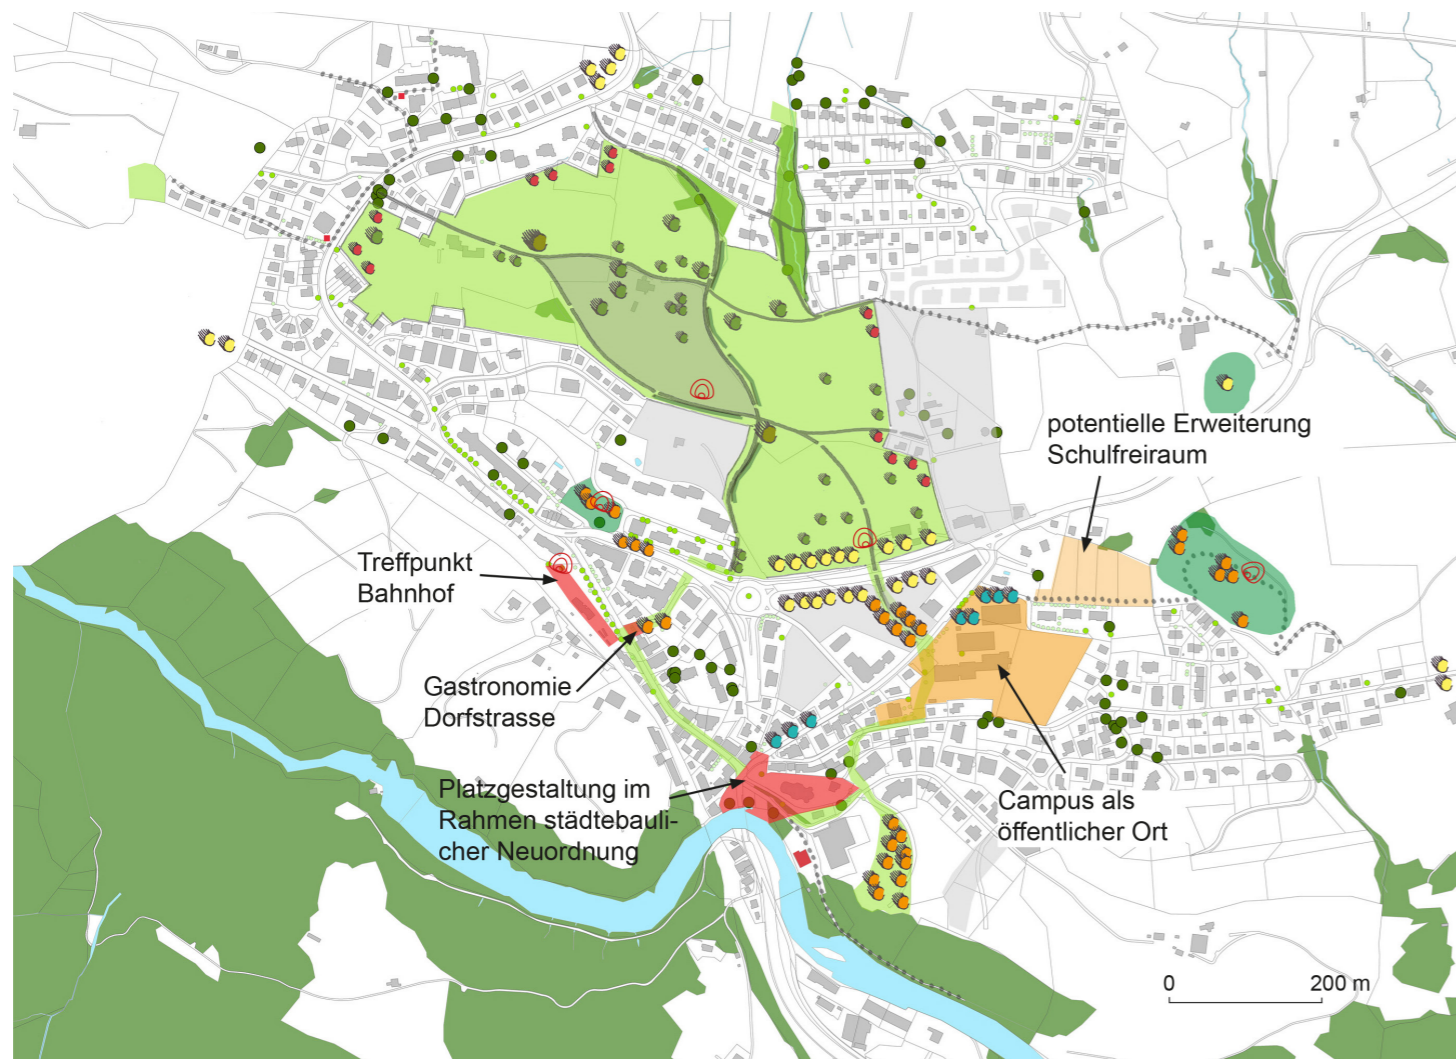 potentielle Erweiterung
Schulfreiraum
Treffpunkt
Bahnhof
Gastronomie
Dorfstrasse
Platzgestaltung im
Rahmen städtebauli-
cher Neuordnung
Campus als
öffentlicher Ort
0 200 m